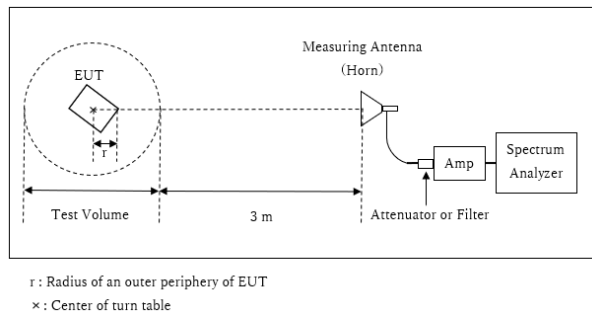 Measuring Antenna
(Horn)
EUT
r
Amp
Spectrum
Analyzer
Test Volume
3 m
Attenuator or Filter
r : Radius of an outer periphery of EUT
× : Center of turn table